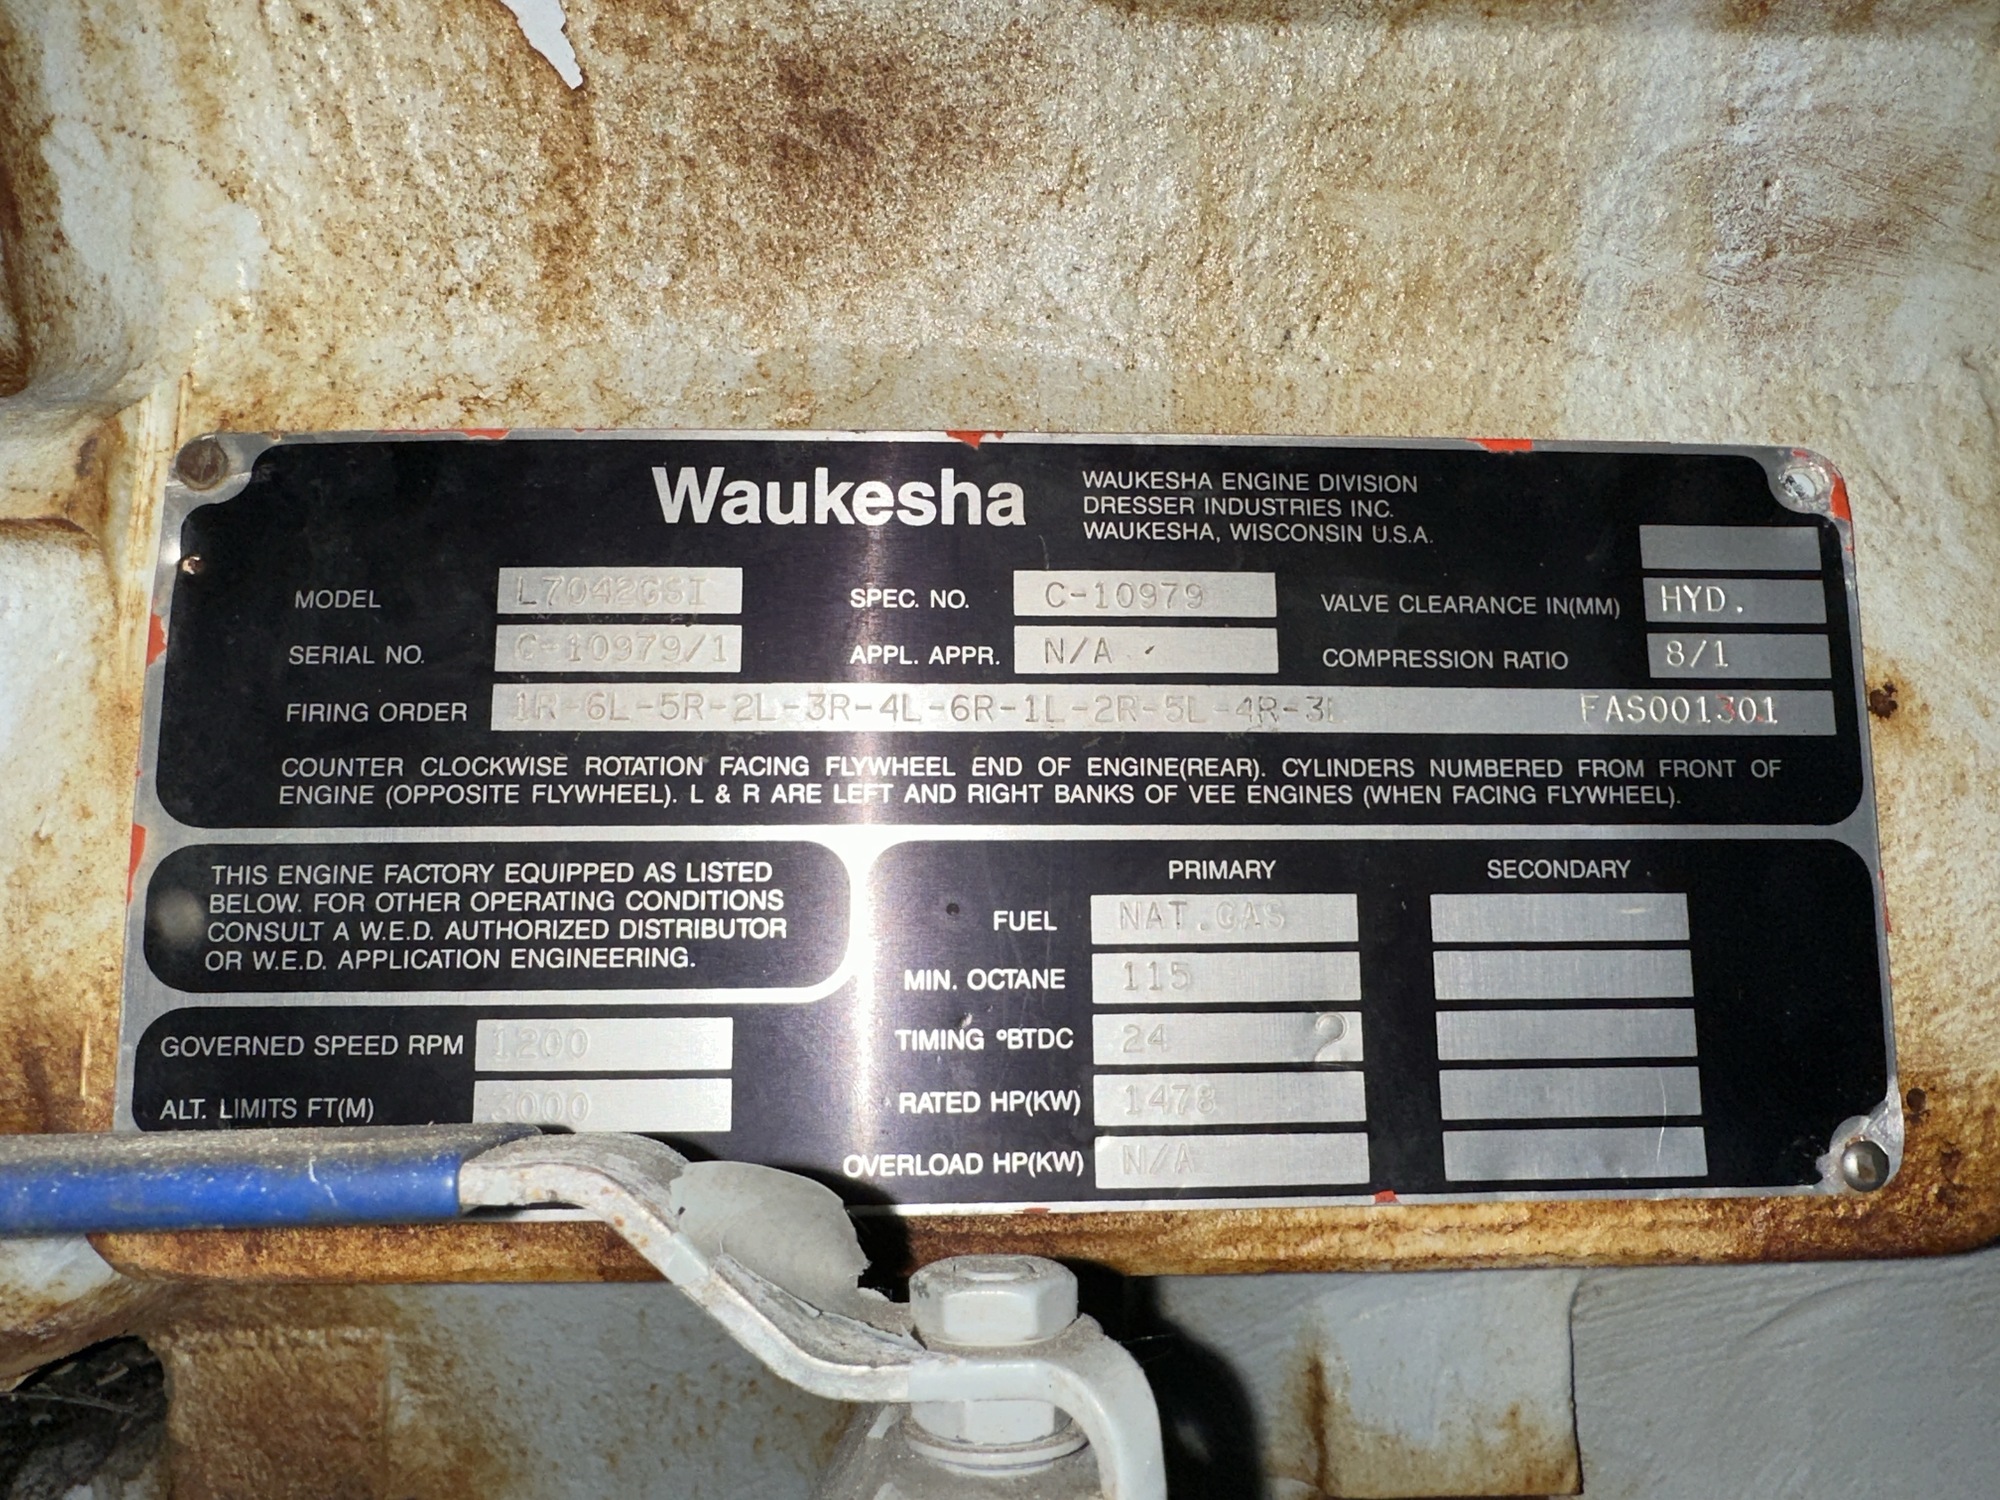 Waukesha
WAUKESHA ENGINE DIVISION
DRESSER INDUSTRIES INC.
WAUKESHA, WISCONSIN U.S.A.
MODEL L7042GSI SPEC. NO. C-10979 VALVE CLEARANCE IN(MM) HYD.
SERIAL NO. C-10979/1 APPL. APPR. N/A COMPRESSION RATIO 8/1
FIRING ORDER 1R-6L-5R-2L-3R-4L-6R-1L-2R-5L-4R-3L FAS001301
COUNTER CLOCKWISE ROTATION FACING FLYWHEEL END OF ENGINE(REAR). CYLINDERS NUMBERED FROM FRONT OF
ENGINE (OPPOSITE FLYWHEEL). L & R ARE LEFT AND RIGHT BANKS OF VEE ENGINES (WHEN FACING FLYWHEEL).
THIS ENGINE FACTORY EQUIPPED AS LISTED
BELOW. FOR OTHER OPERATING CONDITIONS
CONSULT A W.E.D. AUTHORIZED DISTRIBUTOR
OR W.E.D. APPLICATION ENGINEERING.
GOVERNED SPEED RPM 1200
ALT. LIMITS FT(M)
PRIMARY SECONDARY
FUEL NAT.GAS
MIN. OCTANE 115
TIMING °BTDC 24 2
RATED HP(KW) 1478
OVERLOAD HP(KW) N/A